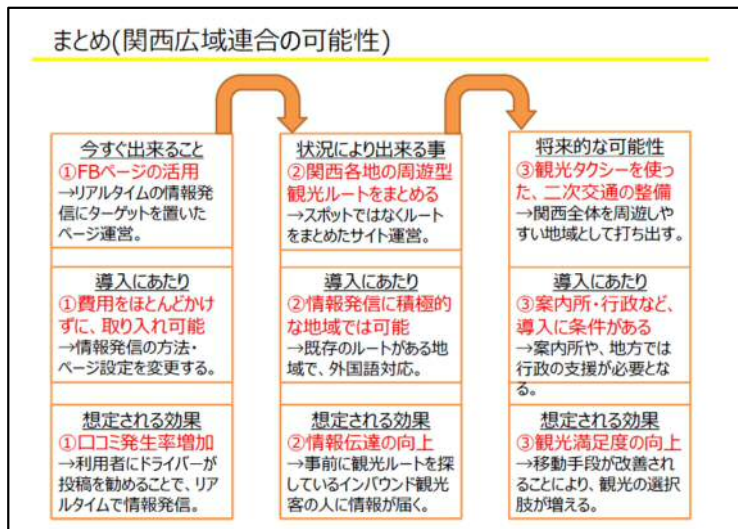 まとめ(関西広域連合の可能性)
今すぐ出来ること
①FBページの活用
→リアルタイムの情報発
信にターゲットを置いた
ページ運営。
導入にあたり
①費用をほとんどかけ
ずに、取り入れ可能
→情報発信の方法・
ページ設定を変更する。
想定される効果
①口コミ発生率増加
→利用者にドライバーが
投稿を勧めることで、リア
ルタイムで情報発信。
状況により出来る事
②関西各地の周遊型
観光ルートをまとめる
→スポットではなくルート
をまとめたサイト運営。
導入にあたり
②情報発信に積極的
な地域では可能
→既存のルートがある地
域で、外国語対応。
想定される効果
②情報伝達の向上
→事前に観光ルートを探
しているインバウンド観光
客の人に情報が届く。
将来的な可能性
③観光タクシーを使っ
た、二次交通の整備
→関西全体を周遊しや
すい地域として打ち出す。
導入にあたり
③案内所・行政など、
導入に条件がある
→案内所や、地方では
行政の支援が必要とな
る。
想定される効果
③観光満足度の向上
→移動手段が改善され
ることにより、観光の選択
肢が増える。